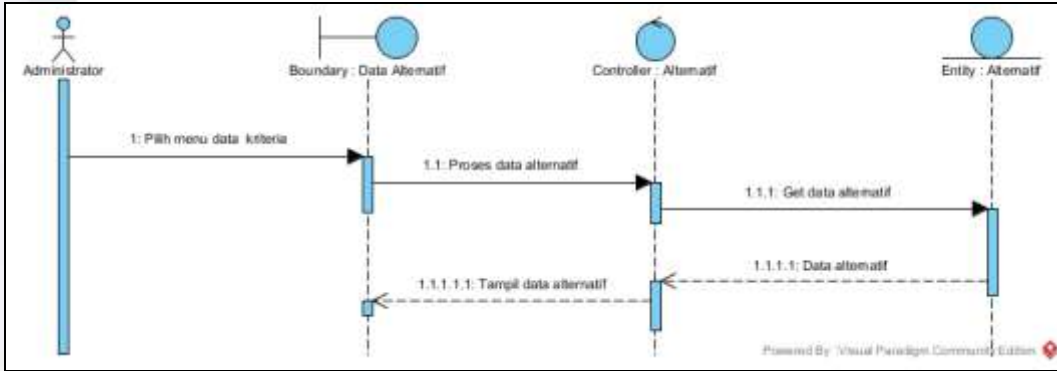 Administrator
Boundary : Data Alternatif
Controller : Alternatif
Entity : Alternatif
1: Pilih menu data kriteria
1.1: Proses data alternatif
1.1.1: Get data alternatif
1.1.1.1: Data alternatif
1.1.1.1.1: Tampil data alternatif
Powered By Visual Paradigm Community Edition